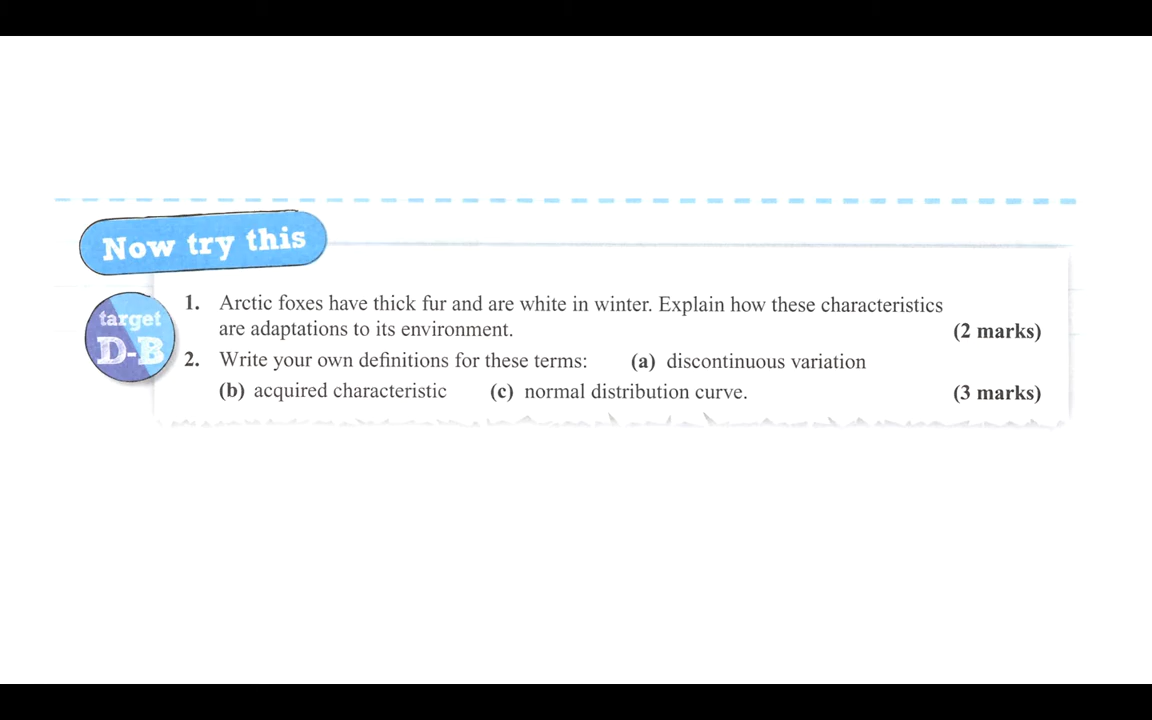 Now try this
target
D-B
1. Arctic foxes have thick fur and are white in winter. Explain how these characteristics
are adaptations to its environment. (2 marks)
2. Write your own definitions for these terms: (a) discontinuous variation
(b) acquired characteristic (c) normal distribution curve. (3 marks)